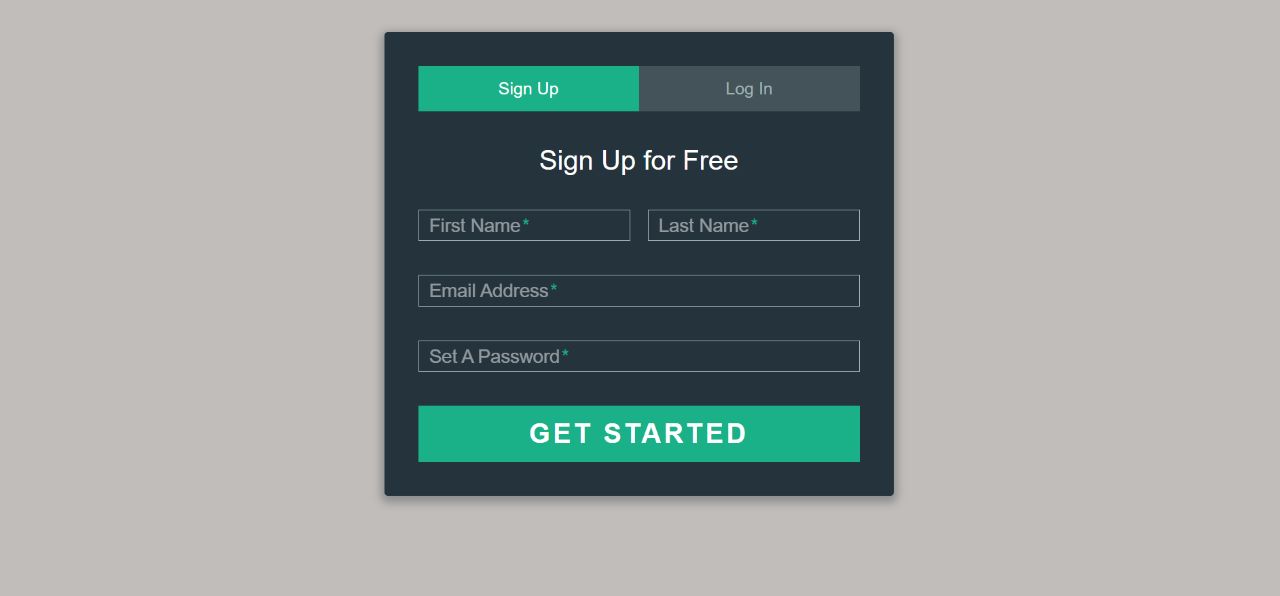 Sign Up Log In
Sign Up for Free
First Name* Last Name*
Email Address*
Set A Password*
GET STARTED